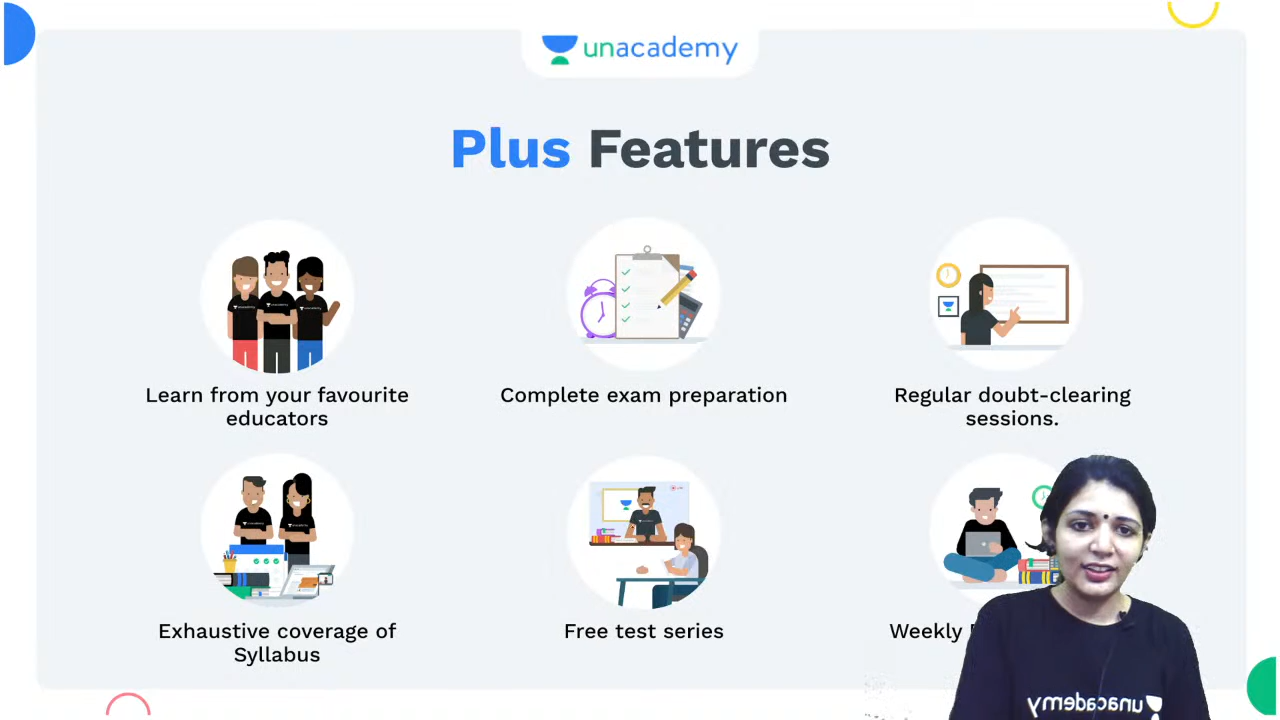 unacademy
Plus Features
Learn from your favourite
educators
Complete exam preparation
Regular doubt-clearing
sessions.
Exhaustive coverage of
Syllabus
Free test series
Weekly
unacademy